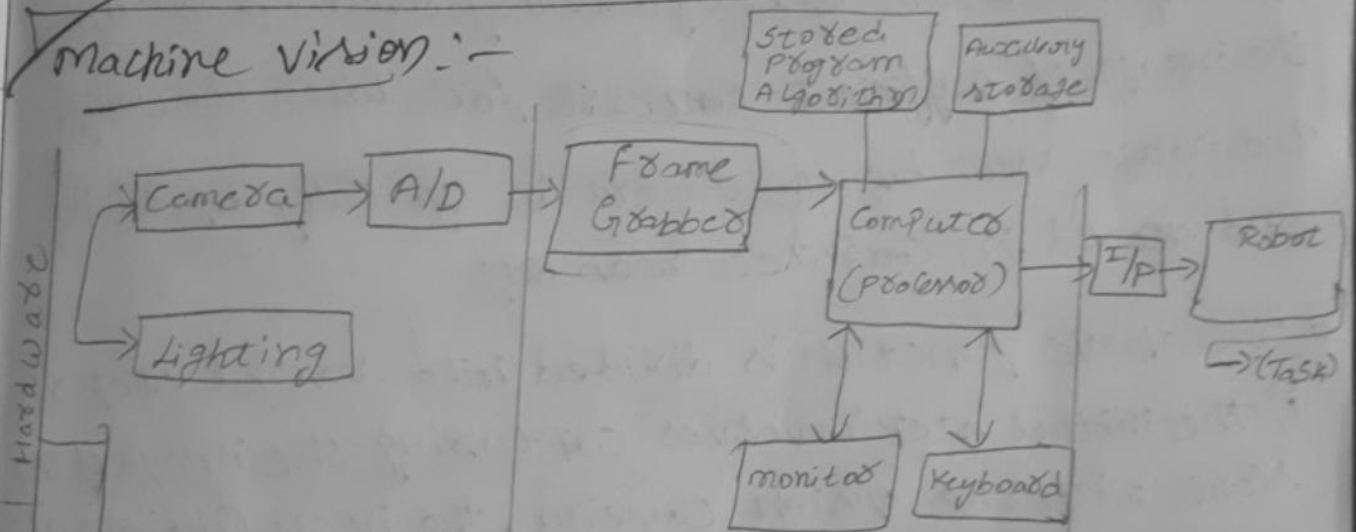 Machine Vision :-
Stored
Program
Algorithm
Auxiliary
storage
Camera
A/D
Frame
Grabber
Computer
(processor)
I/P
Robot
→(Task)
Lighting
Hardware
monitor
Keyboard